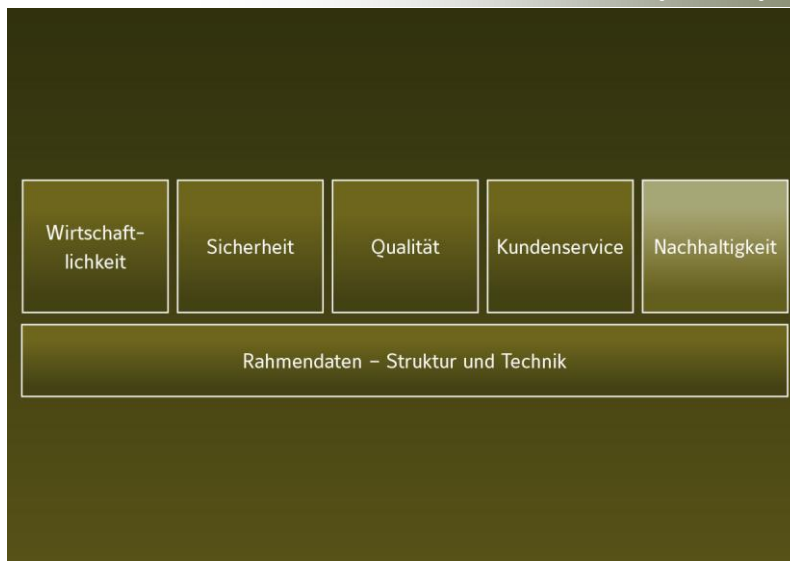 Wirtschaft-
lichkeit
Sicherheit
Qualität
Kundenservice
Nachhaltigkeit
Rahmendaten – Struktur und Technik